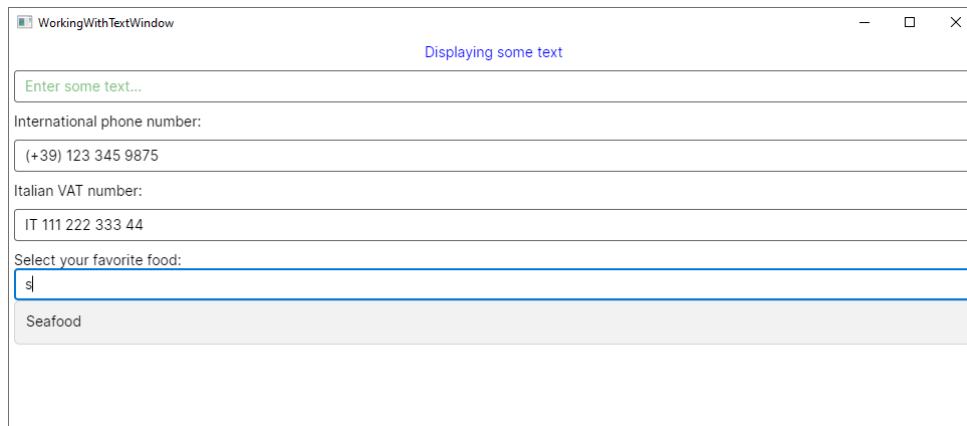 WorkingWithTextWindow
Displaying some text
Enter some text...
International phone number:
(+39) 123 345 9875
Italian VAT number:
IT 111 222 333 44
Select your favorite food:
s
Seafood